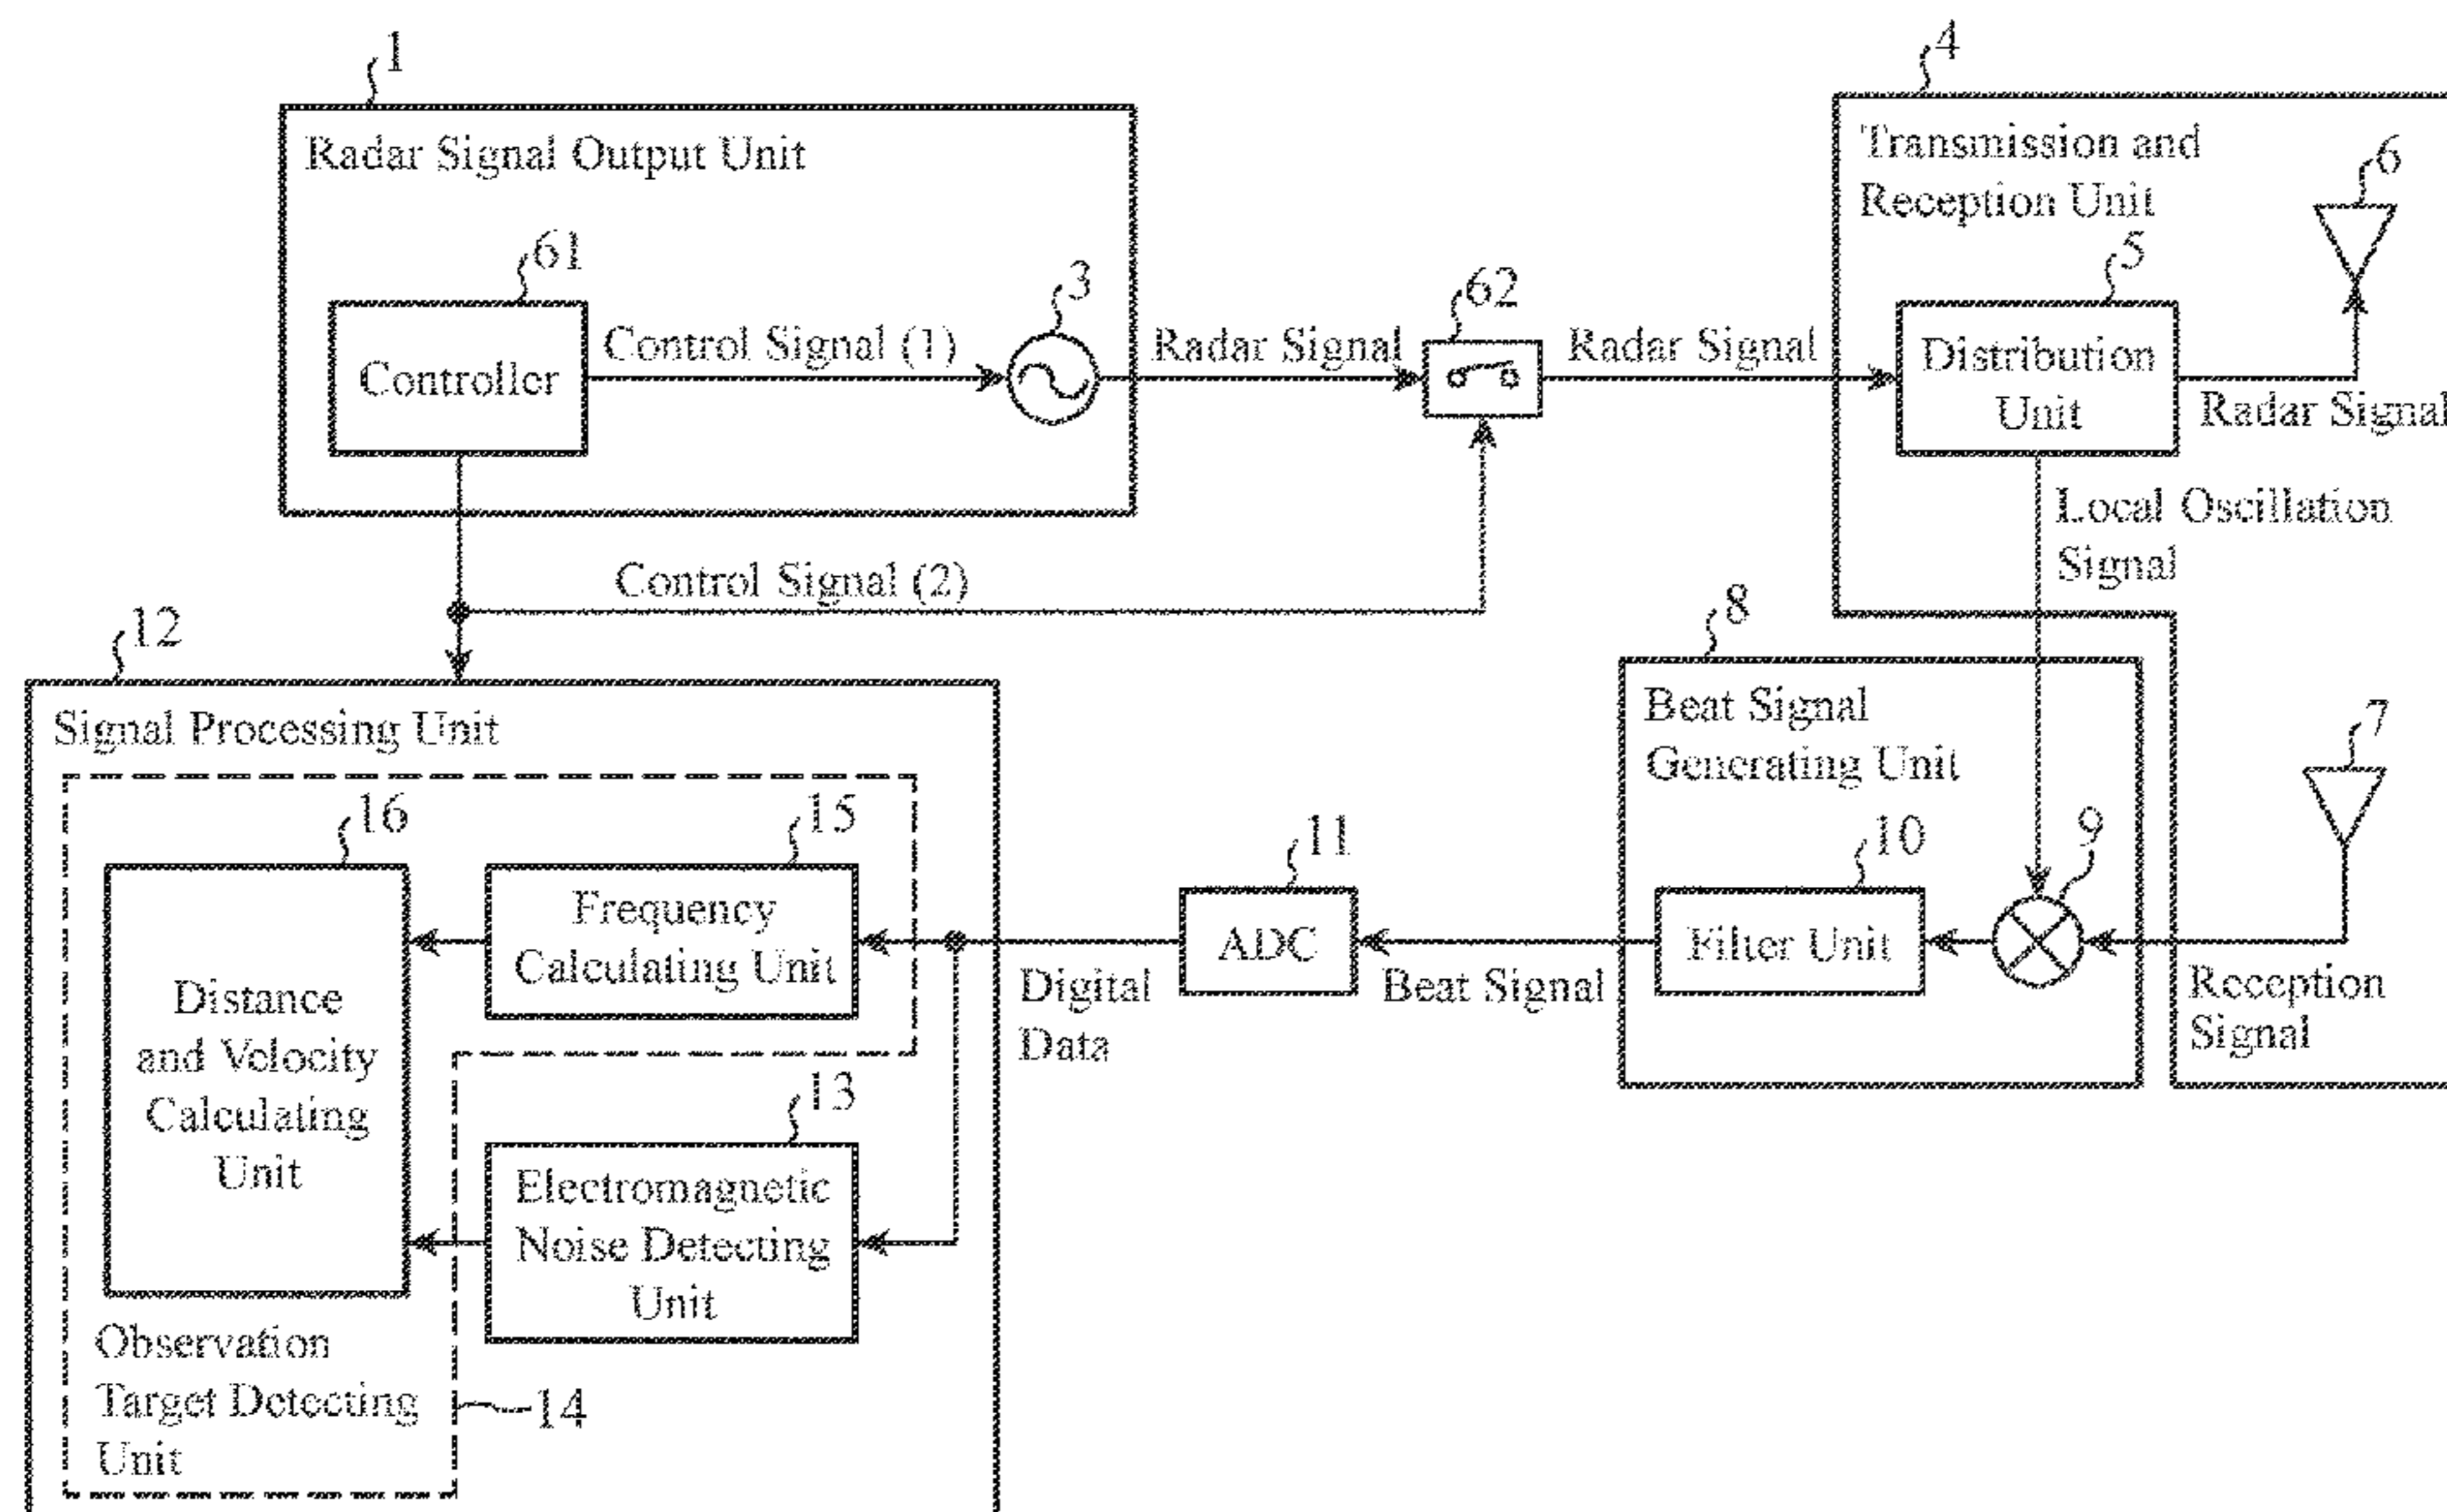 1
Radar Signal Output Unit
61
Controller
Control Signal (1)
3
Radar Signal
62
Radar Signal
4
Transmission and
Reception Unit
6
5
Distribution
Unit
Radar Signal
Local Oscillation
Signal
Control Signal (2)
12
Signal Processing Unit
16
Distance
and Velocity
Calculating
Unit
15
Frequency
Calculating Unit
13
Electromagnetic
Noise Detecting
Unit
Observation
Target Detecting
Unit
14
Digital
Data
11
ADC
Beat Signal
8
Beat Signal
Generating Unit
10
Filter Unit
9
7
Reception
Signal